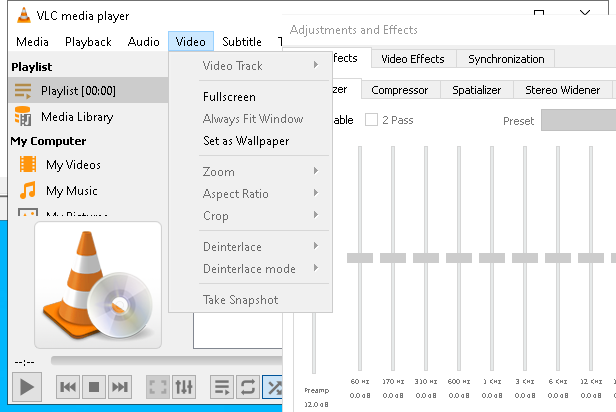 VLC media player
Media Playback Audio Video Subtitle T
Playlist
Playlist [00:00]
Media Library
My Computer
My Videos
My Music
My Pictures
--:--
Video Track
Fullscreen
Always Fit Window
Set as Wallpaper
Zoom
Aspect Ratio
Crop
Deinterlace
Deinterlace mode
Take Snapshot
Adjustments and Effects
fects Video Effects Synchronization
zer Compressor Spatializer Stereo Widener
able 2 Pass Preset
60 Hz 170 Hz 310 Hz 600 Hz 1 KHz 3 KHz 6 KHz 12 KHz
Preamp 0.0 dB 0.0 dB 0.0 dB 0.0 dB 0.0 dB 0.0 dB 0.0 dB
12.0 dB